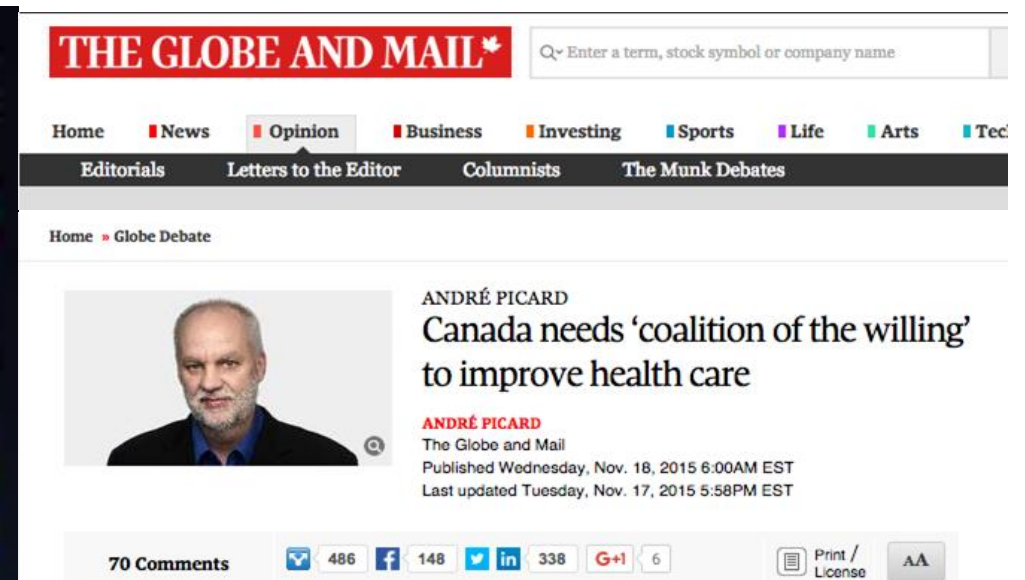 THE GLOBE AND MAIL
Enter a term, stock symbol or company name
Home News Opinion Business Investing Sports Life Arts Tec
Editorials Letters to the Editor Columnists The Munk Debates
Home » Globe Debate
ANDRÉ PICARD
Canada needs ‘coalition of the willing’
to improve health care
ANDRÉ PICARD
The Globe and Mail
Published Wednesday, Nov. 18, 2015 6:00AM EST
Last updated Tuesday, Nov. 17, 2015 5:58PM EST
70 Comments 486 f 148 in 338 G+1 6 Print /
License AA